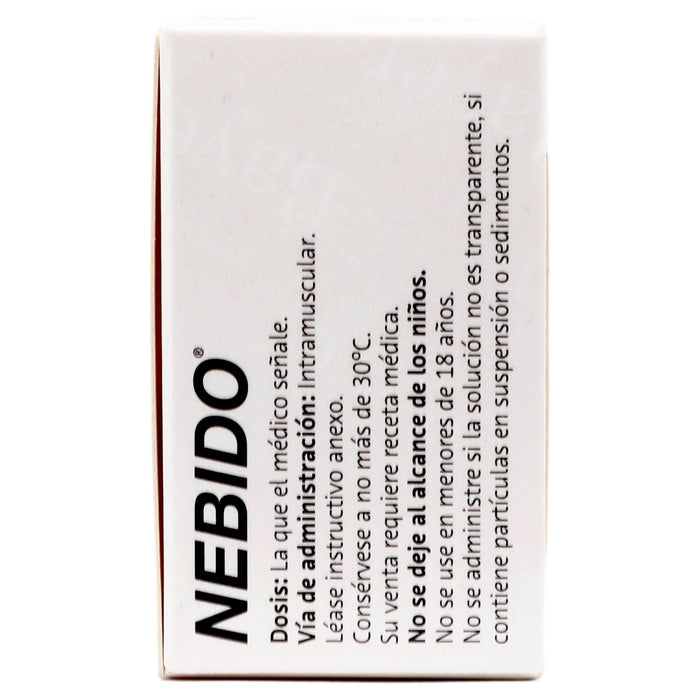 NEBIDO®
Dosis: La que el médico señale.
Vía de administración: Intramuscular.
Léase instructivo anexo.
Consérvese a no más de 30°C.
Su venta requiere receta médica.
No se deje al alcance de los niños.
No se use en menores de 18 años.
No se administre si la solución no es transparente, si
contiene partículas en suspensión o sedimentos.